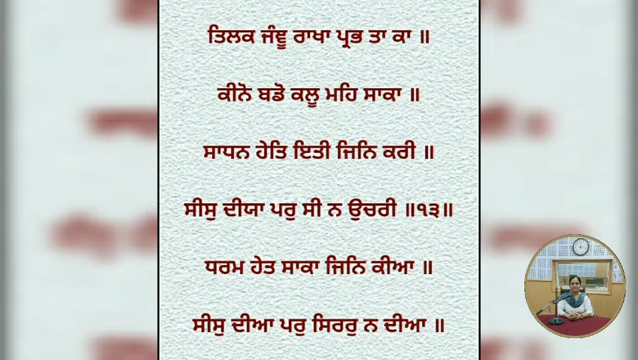 ਤਿਲਕ ਜੰਞੂ ਰਾਖਾ ਪ੍ਰਭ ਤਾ ਕਾ ॥
ਕੀਨੋ ਬਡੋ ਕਲੂ ਮਹਿ ਸਾਕਾ ॥
ਸਾਧਨ ਹੇਤਿ ਇਤੀ ਜਿਨਿ ਕਰੀ ॥
ਸੀਸੁ ਦੀਯਾ ਪਰੁ ਸੀ ਨ ਉਚਰੀ ॥੧੩॥
ਧਰਮ ਹੇਤ ਸਾਕਾ ਜਿਨਿ ਕੀਆ ॥
ਸੀਸੁ ਦੀਆ ਪਰੁ ਸਿਰਰੁ ਨ ਦੀਆ ॥